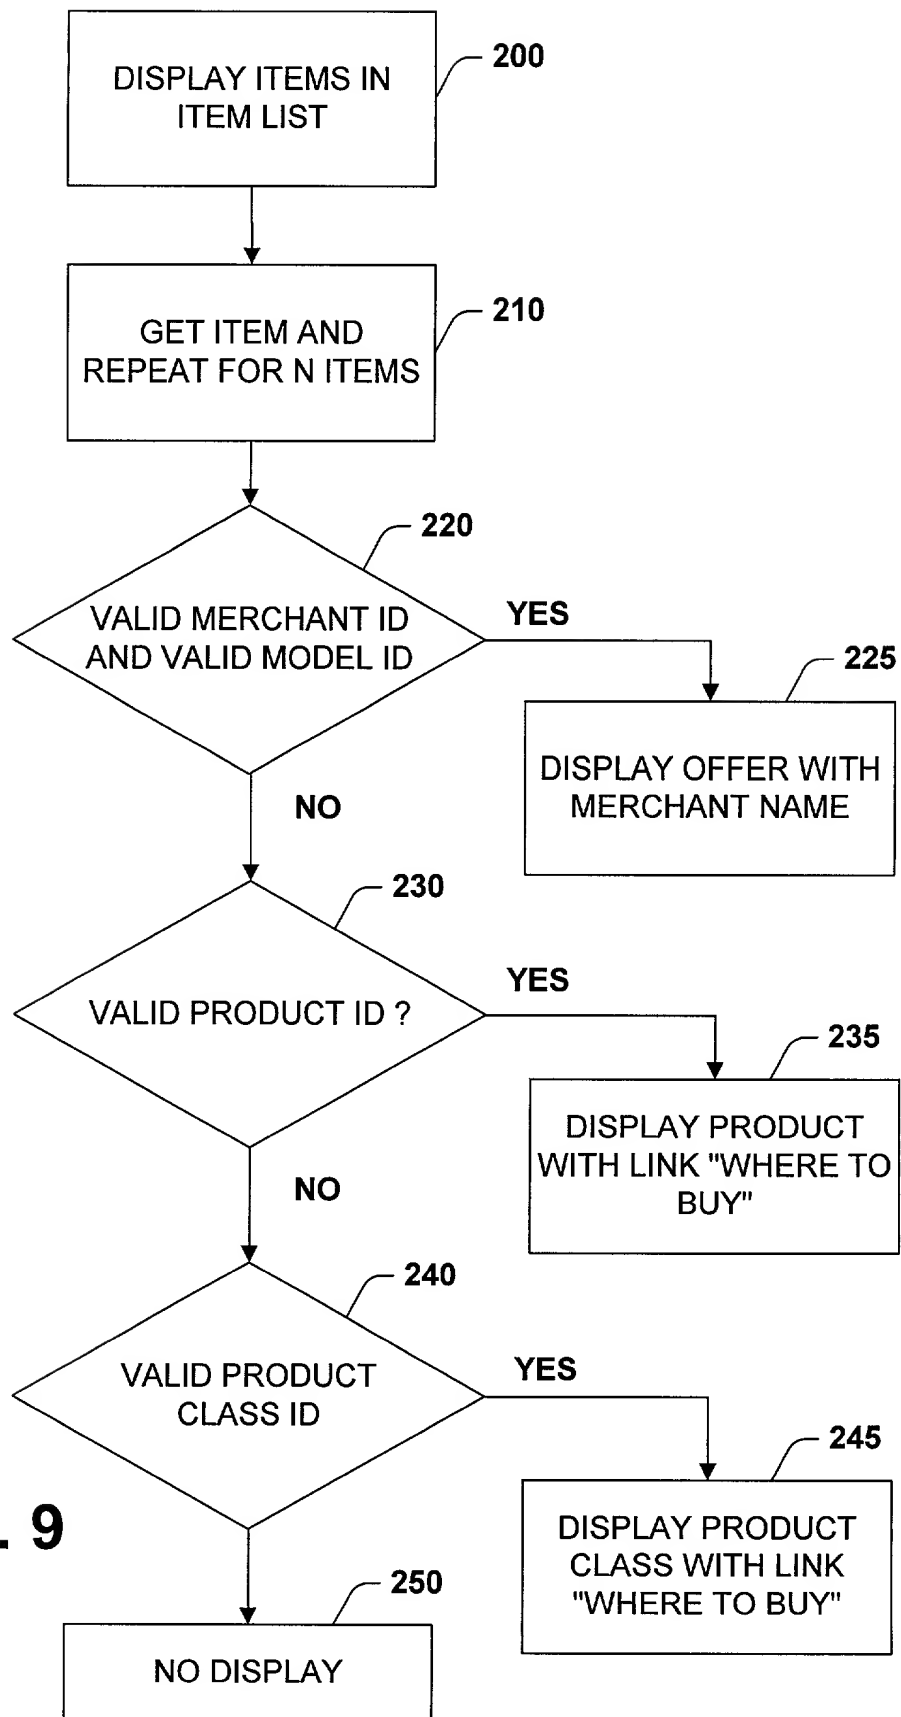 200
DISPLAY ITEMS IN
ITEM LIST
210
GET ITEM AND
REPEAT FOR N ITEMS
220
VALID MERCHANT ID
AND VALID MODEL ID
YES
225
DISPLAY OFFER WITH
MERCHANT NAME
NO
230
VALID PRODUCT ID ?
YES
235
DISPLAY PRODUCT
WITH LINK "WHERE TO
BUY"
NO
240
VALID PRODUCT
CLASS ID
YES
245
DISPLAY PRODUCT
CLASS WITH LINK
"WHERE TO BUY"
. 9
250
NO DISPLAY